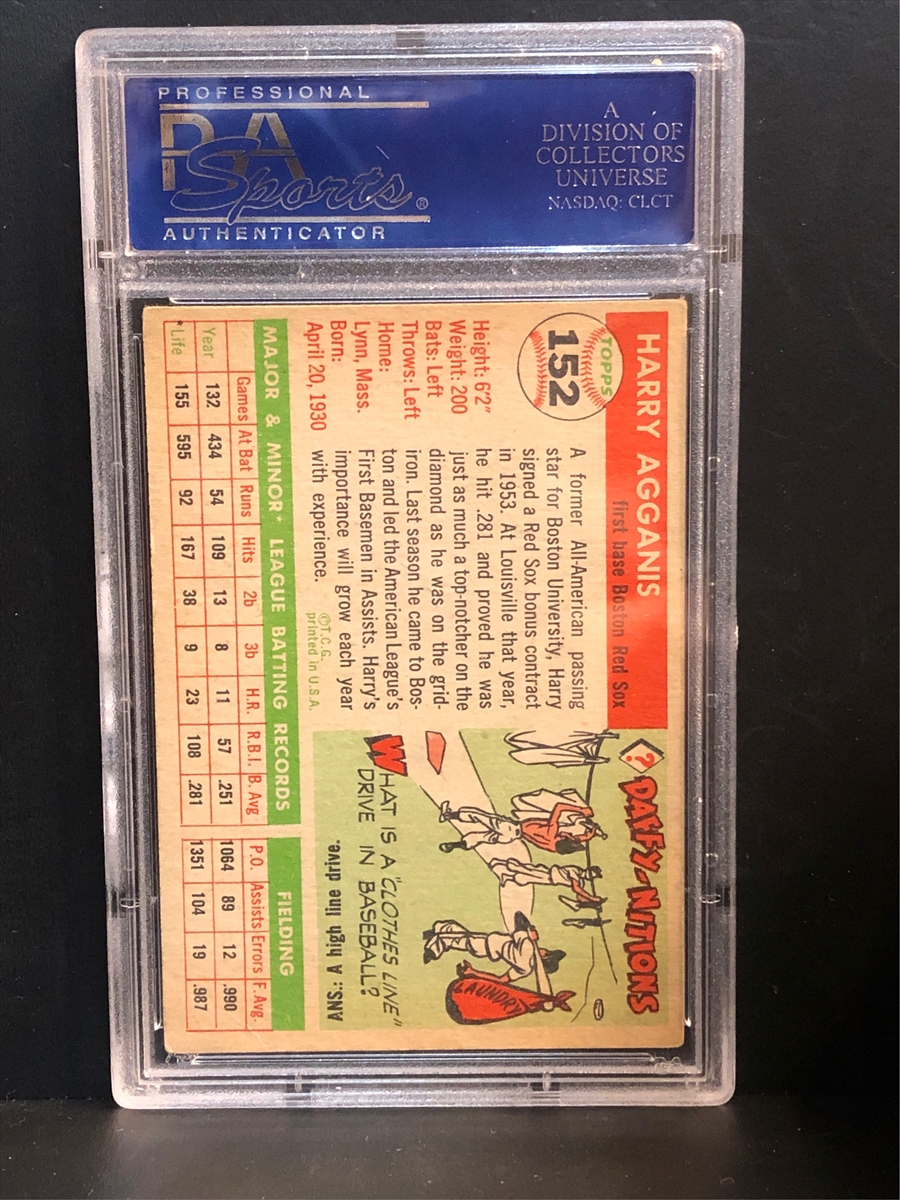 PROFESSIONAL
PSA
Sports®
AUTHENTICATOR
A
DIVISION OF
COLLECTORS
UNIVERSE
NASDAQ: CLCT
TOPPS
152
HARRY AGGANIS
first base Boston Red Sox
Height: 6'2"
Weight: 200
Bats: Left
Throws: Left
Home:
Lynn, Mass.
Born:
April 20, 1930
A former All-American passing
star for Boston University, Harry
signed a Red Sox bonus contract
in 1953. At Louisville that year,
he hit .281 and proved he was
just as much a top-notcher on the
diamond as he was on the grid-
iron. Last season he came to Bos-
ton and led the American League's
First Basemen in Assists. Harry's
importance will grow each year
with experience.
©T.C.G.
printed in U.S.A.
? DAFFY-NITIONS
LAUNDRY
WHAT IS A "CLOTHES LINE"
DRIVE IN BASEBALL?
ANS.: A high line drive.
MAJOR & MINOR* LEAGUE BATTING RECORDS FIELDING
Games At Bat Runs Hits 2b 3b H.R. R.B.I. B. Avg P.O. Assists Errors F. Avg.
Year 132 434 54 109 13 8 11 57 .251 1064 89 12 .990
*Life 155 595 92 167 38 9 23 108 .281 1351 104 19 .987